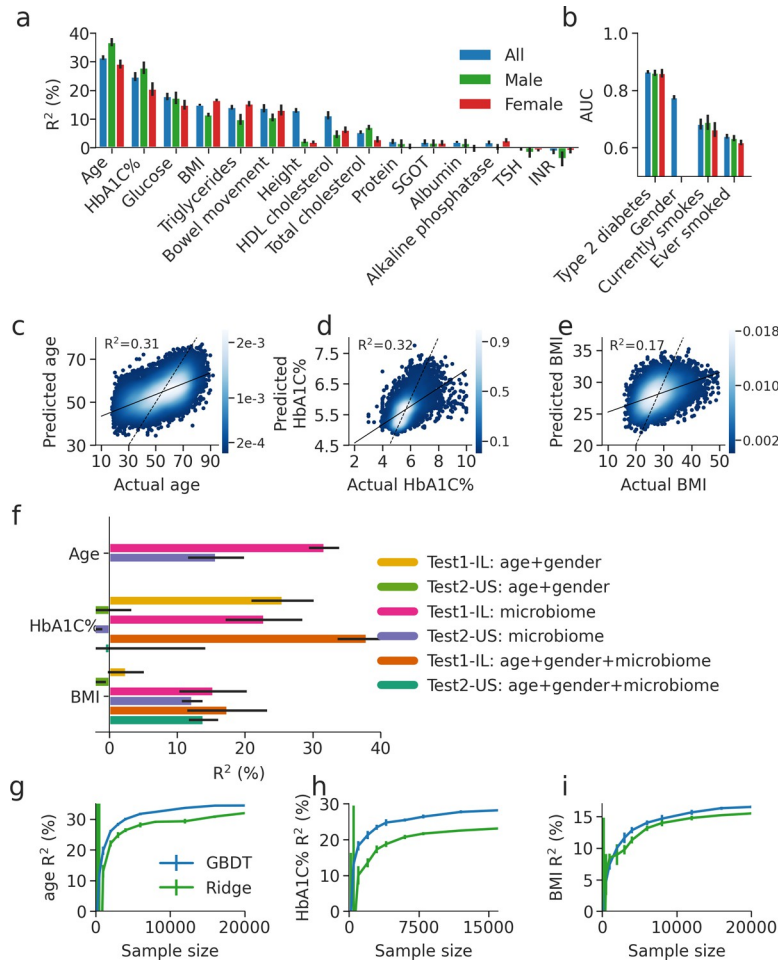 a
b
40
30
20
10
0
R² (%)
All
Male
Female
Age
HbA1C%
Glucose
BMI
Triglycerides
Bowel movement
Height
HDL cholesterol
Total cholesterol
Protein
SGOT
Albumin
Alkaline phosphatase
TSH
INR
1.0
0.8
0.6
AUC
Type 2 diabetes
Gender
Currently smokes
Ever smoked
c
R²=0.31
70
50
30
Predicted age
10 30 50 70 90
Actual age
2e-3
1e-3
2e-4
d
R²=0.32
7.5
6.5
5.5
4.5
Predicted
HbA1C%
2 4 6 8 10
Actual HbA1C%
0.9
0.5
0.1
e
R²=0.17
35
30
25
20
Predicted BMI
10 20 30 40 50
Actual BMI
0.018
0.010
0.002
f
Age
HbA1C%
BMI
0 10 20 30 40
R² (%)
Test1-IL: age+gender
Test2-US: age+gender
Test1-IL: microbiome
Test2-US: microbiome
Test1-IL: age+gender+microbiome
Test2-US: age+gender+microbiome
g
30
20
10
0
age R² (%)
GBDT
Ridge
0 10000 20000
Sample size
h
30
20
10
0
HbA1C% R² (%)
0 7500 15000
Sample size
i
15
10
5
0
BMI R² (%)
0 10000 20000
Sample size